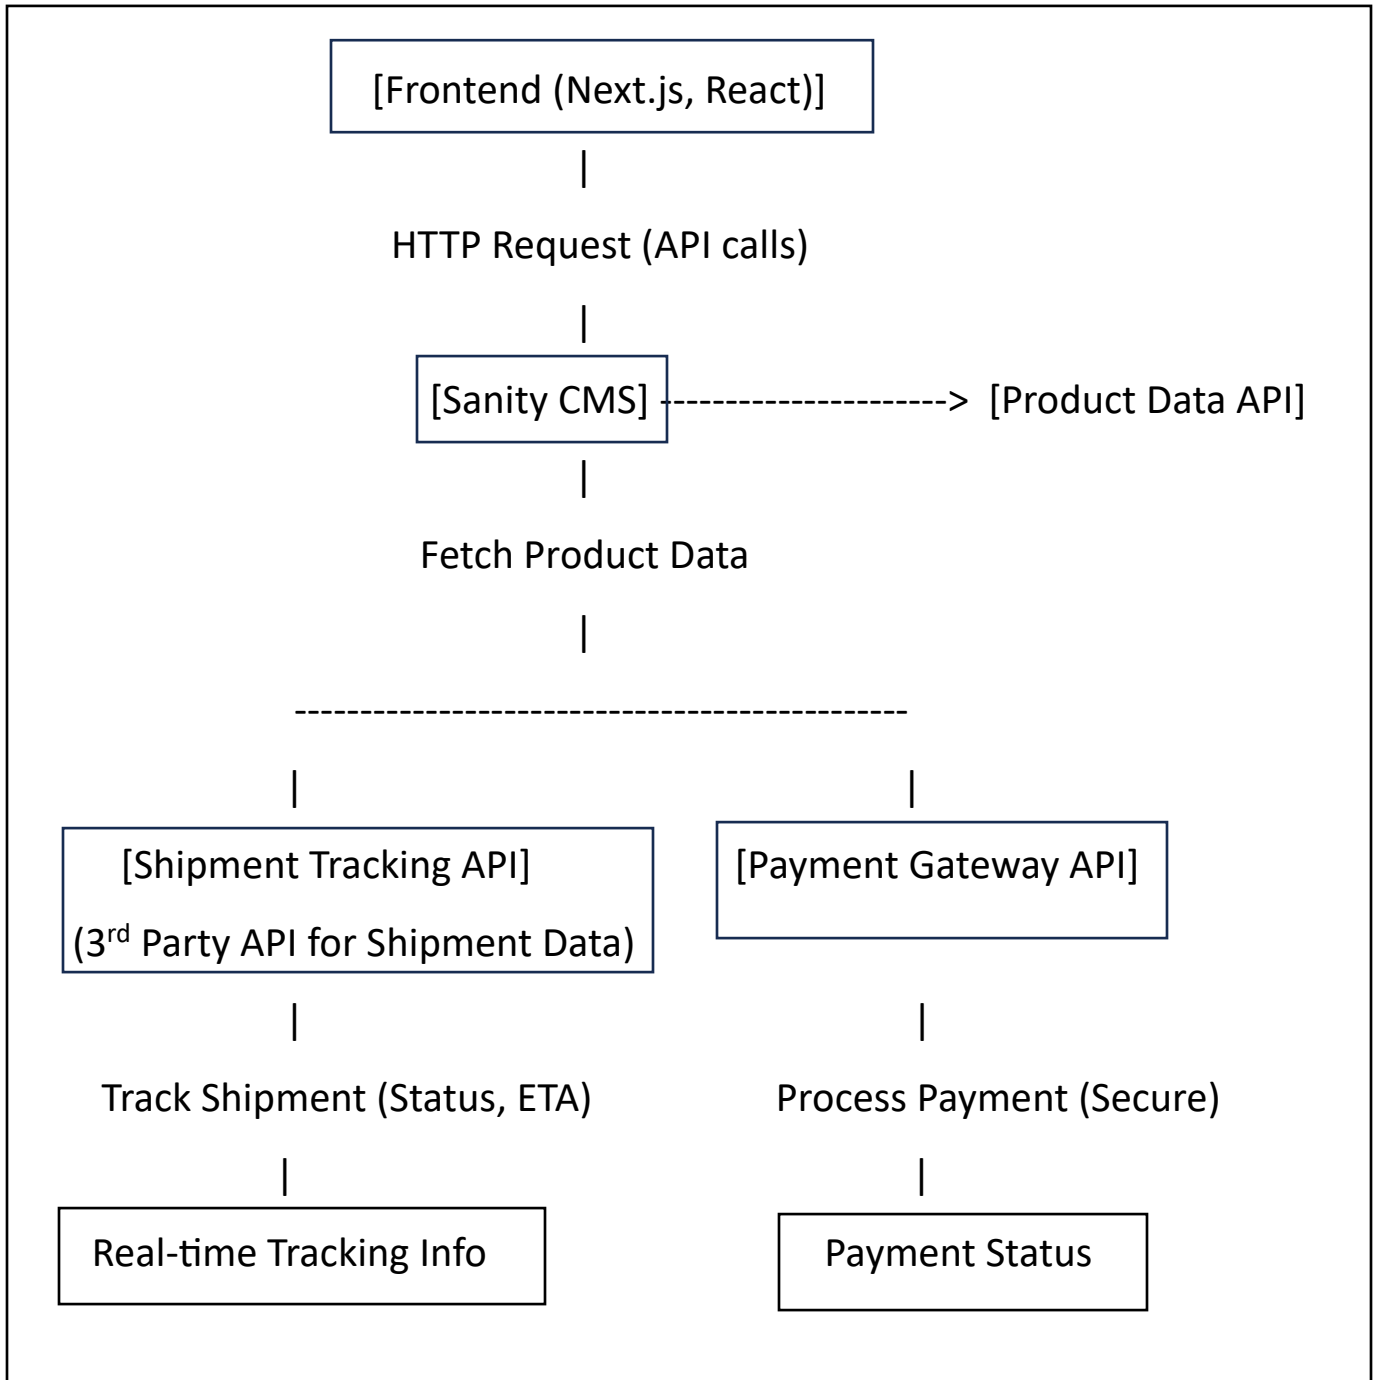 [Frontend (Next.js, React)]
|
HTTP Request (API calls)
|
[Sanity CMS] ----------------------> [Product Data API]
|
Fetch Product Data
|
-----------------------------------------------
| |
[Shipment Tracking API] [Payment Gateway API]
(3rd Party API for Shipment Data)
| |
Track Shipment (Status, ETA) Process Payment (Secure)
| |
Real-time Tracking Info Payment Status